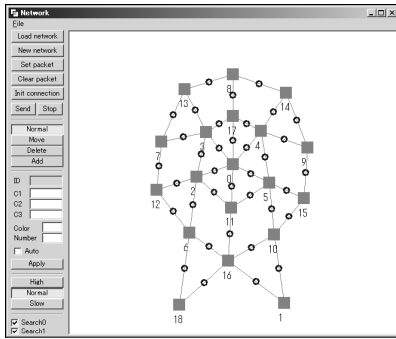 Network
File
Load network
New network
Set packet
Clear packet
Init connection
Send Stop
Normal
Move
Delete
Add
ID
C1
C2
C3
Color
Number
Auto
Apply
High
Normal
Slow
Search0
Search1
8
13
14
17
3
4
7
9
0
2
5
12
15
11
6
10
16
18
1